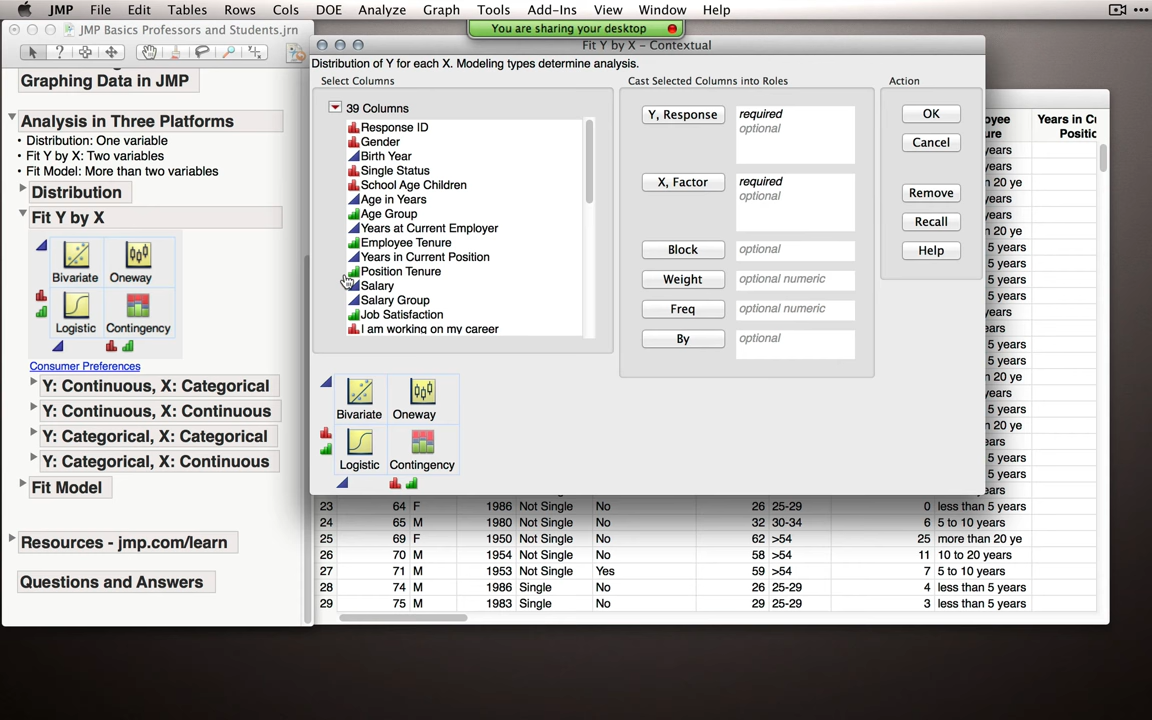 JMP File Edit Tables Rows Cols DOE Analyze Graph Tools Add-Ins View Window Help
You are sharing your desktop
JMP Basics Professors and Students.jrn
Graphing Data in JMP
Analysis in Three Platforms
• Distribution: One variable
• Fit Y by X: Two variables
• Fit Model: More than two variables
Distribution
Fit Y by X
Bivariate Oneway
Logistic Contingency
Consumer Preferences
Y: Continuous, X: Categorical
Y: Continuous, X: Continuous
Y: Categorical, X: Categorical
Y: Categorical, X: Continuous
Fit Model
Resources - jmp.com/learn
Questions and Answers
Fit Y by X – Contextual
Distribution of Y for each X. Modeling types determine analysis.
Select Columns
39 Columns
Response ID
Gender
Birth Year
Single Status
School Age Children
Age in Years
Age Group
Years at Current Employer
Employee Tenure
Years in Current Position
Position Tenure
Salary
Salary Group
Job Satisfaction
I am working on my career
Cast Selected Columns into Roles
Y, Response required
optional
X, Factor required
optional
Block optional
Weight optional numeric
Freq optional numeric
By optional
Action
OK
Cancel
Remove
Recall
Help
Bivariate Oneway
Logistic Contingency
23 64 F 1986 Not Single No 26 25-29 0 less than 5 years
24 65 M 1980 Not Single No 32 30-34 6 5 to 10 years
25 69 F 1950 Not Single No 62 >54 25 more than 20 ye
26 70 M 1954 Not Single No 58 >54 11 10 to 20 years
27 71 M 1953 Not Single Yes 59 >54 7 5 to 10 years
28 74 M 1986 Single No 26 25-29 4 less than 5 years
29 75 M 1983 Single No 29 25-29 3 less than 5 years